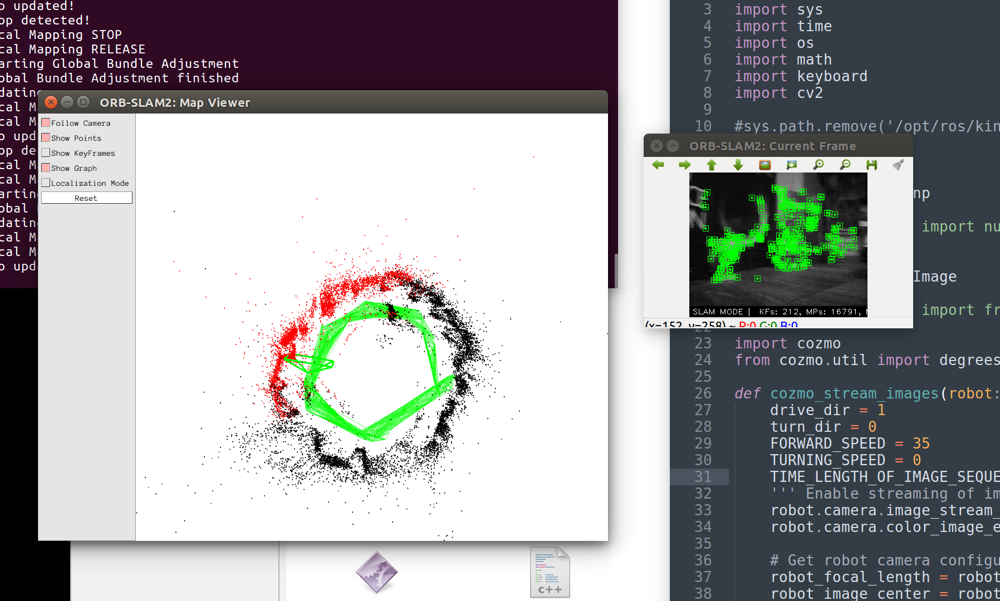 p updated!
op detected!
cal Mapping STOP
cal Mapping RELEASE
arting Global Bundle Adjustment
obal Bundle Adjustment finished
dating
cal M
cal M
p upd
op de
cal M
cal M
arting
obal
dating
cal M
cal M
p upd
ORB-SLAM2: Map Viewer
Follow Camera
Show Points
Show KeyFrames
Show Graph
Localization Mode
Reset
3 import sys
4 import time
5 import os
6 import math
7 import keyboard
8 import cv2
9
10 #sys.path.remove('/opt/ros/kin
ORB-SLAM2: Current Frame
np
import nu
Image
import fr
SLAM MODE | KFs: 212, MPs: 16791,
(x=152, y=258) ~ R:0 G:0 B:0
22
23 import cozmo
24 from cozmo.util import degrees
25
26 def cozmo_stream_images(robot:
27 drive_dir = 1
28 turn_dir = 0
29 FORWARD_SPEED = 35
30 TURNING_SPEED = 0
31 TIME_LENGTH_OF_IMAGE_SEQUE
32 ''' Enable streaming of im
33 robot.camera.image_stream_
34 robot.camera.color_image_e
35
36 # Get robot camera configu
37 robot_focal_length = robot
38 robot_image_center = robot
c++